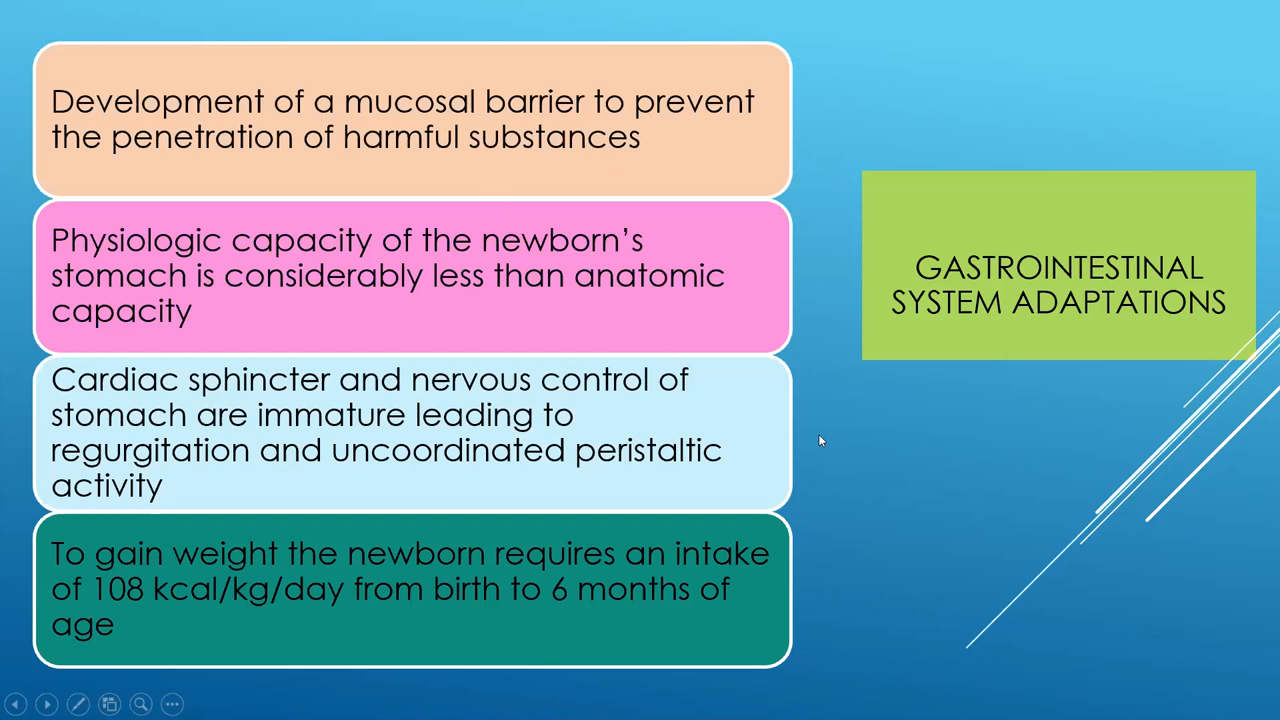 Development of a mucosal barrier to prevent
the penetration of harmful substances
Physiologic capacity of the newborn’s
stomach is considerably less than anatomic
capacity
Cardiac sphincter and nervous control of
stomach are immature leading to
regurgitation and uncoordinated peristaltic
activity
To gain weight the newborn requires an intake
of 108 kcal/kg/day from birth to 6 months of
age
GASTROINTESTINAL
SYSTEM ADAPTATIONS